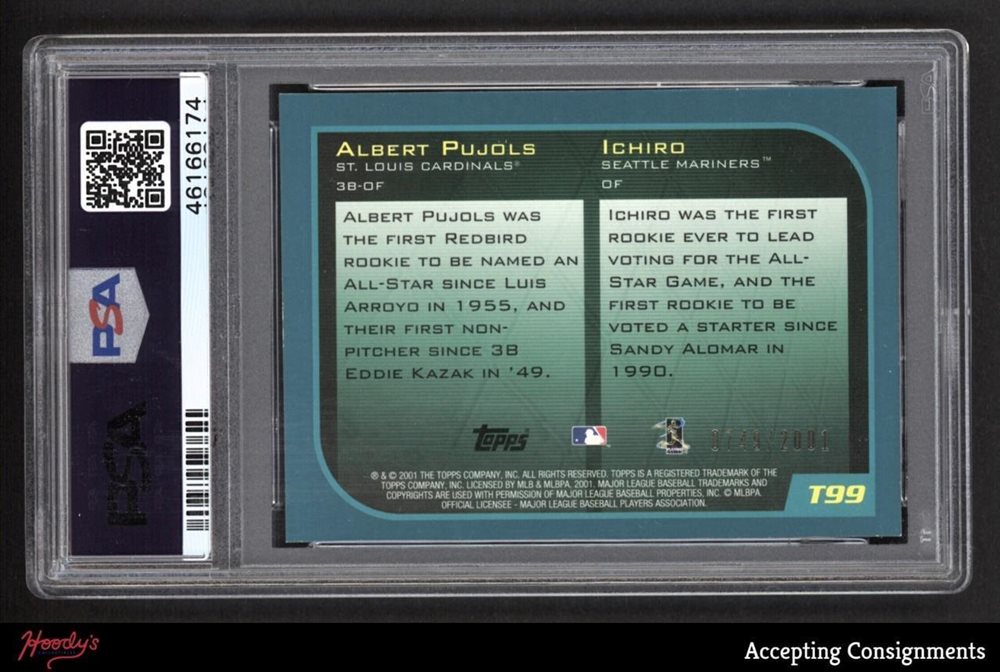 46166174
PSA
PSA
ALBERT PUJOLS
ST. LOUIS CARDINALS®
3B-OF
ALBERT PUJOLS WAS
THE FIRST REDBIRD
ROOKIE TO BE NAMED AN
ALL-STAR SINCE LUIS
ARROYO IN 1955, AND
THEIR FIRST NON-
PITCHER SINCE 3B
EDDIE KAZAK IN '49.
ICHIRO
SEATTLE MARINERS™
OF
ICHIRO WAS THE FIRST
ROOKIE EVER TO LEAD
VOTING FOR THE ALL-
STAR GAME, AND THE
FIRST ROOKIE TO BE
VOTED A STARTER SINCE
SANDY ALOMAR IN
1990.
Topps
® & © 2001 THE TOPPS COMPANY, INC. ALL RIGHTS RESERVED. TOPPS IS A REGISTERED TRADEMARK OF THE
TOPPS COMPANY, INC. LICENSED BY MLB & MLBPA, 2001. MAJOR LEAGUE BASEBALL TRADEMARKS AND
COPYRIGHTS ARE USED WITH PERMISSION OF MAJOR LEAGUE BASEBALL PROPERTIES, INC. © MLBPA
OFFICIAL LICENSEE - MAJOR LEAGUE BASEBALL PLAYERS ASSOCIATION.
T99
Hoody's
Accepting Consignments